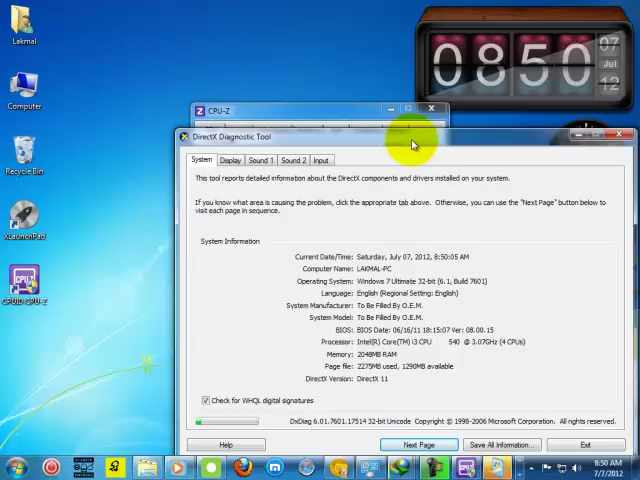 Lakmal
Computer
Recycle Bin
XLaunchPad
CPUID CPU-Z
0850
07
Jul
12
CPU-Z
DirectX Diagnostic Tool
System Display Sound 1 Sound 2 Input
This tool reports detailed information about the DirectX components and drivers installed on your system.
If you know what area is causing the problem, click the appropriate tab above. Otherwise, you can use the "Next Page" button below to
visit each page in sequence.
System Information
Current Date/Time: Saturday, July 07, 2012, 8:50:05 AM
Computer Name: LAKMAL-PC
Operating System: Windows 7 Ultimate 32-bit (6.1, Build 7601)
Language: English (Regional Setting: English)
System Manufacturer: To Be Filled By O.E.M.
System Model: To Be Filled By O.E.M.
BIOS: BIOS Date: 06/16/11 18:15:07 Ver: 08.00.15
Processor: Intel(R) Core(TM) i3 CPU 540 @ 3.07GHz (4 CPUs)
Memory: 2048MB RAM
Page file: 2275MB used, 1290MB available
DirectX Version: DirectX 11
Check for WHQL digital signatures
DxDiag 6.01.7601.17514 32-bit Unicode Copyright © 1998-2006 Microsoft Corporation. All rights reserved.
Help Next Page Save All Information... Exit
8:50 AM
7/7/2012